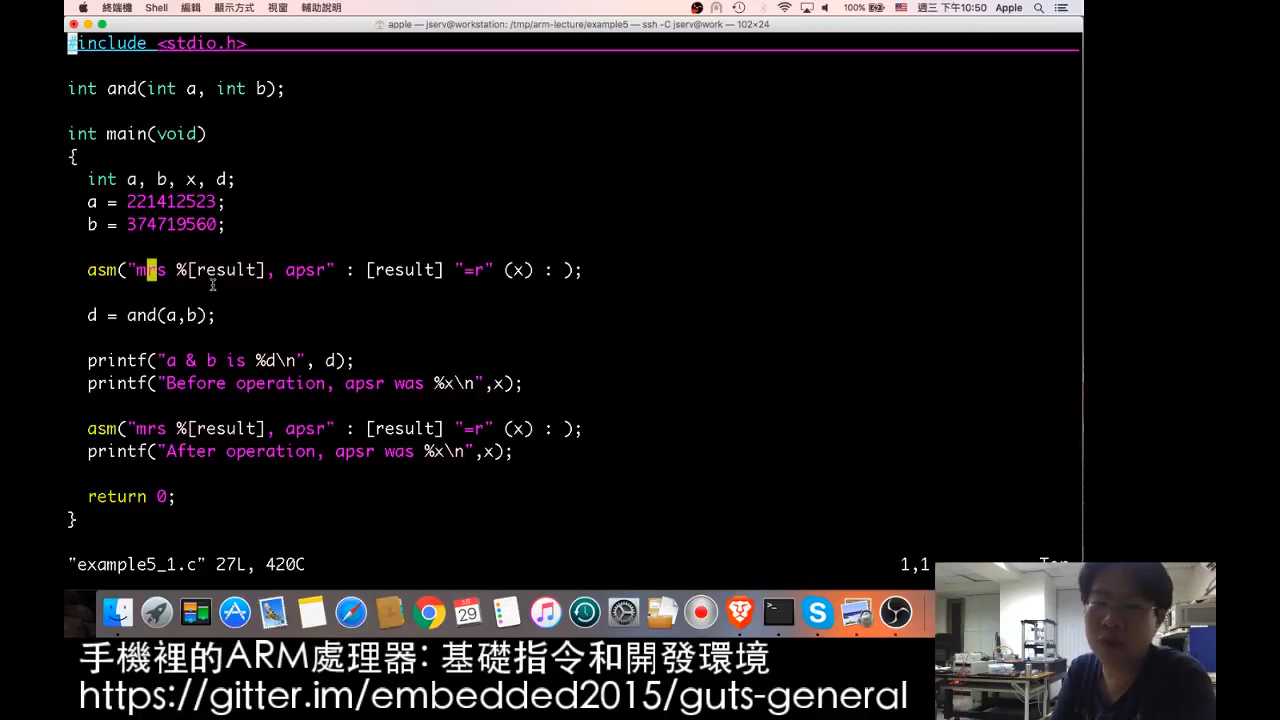 終端機 Shell 編輯 顯示方式 視窗 輔助說明 100% 週三下午10:50 Apple
apple — jserv@workstation: /tmp/arm-lecture/example5 — ssh -C jserv@work — 102×24
#include <stdio.h>
int and(int a, int b);
int main(void)
{
int a, b, x, d;
a = 221412523;
b = 374719560;
asm("mrs %[result], apsr" : [result] "=r" (x) : );
d = and(a,b);
printf("a & b is %d\n", d);
printf("Before operation, apsr was %x\n",x);
asm("mrs %[result], apsr" : [result] "=r" (x) : );
printf("After operation, apsr was %x\n",x);
return 0;
}
"example5_1.c" 27L, 420C 1,1
29
手機裡的ARM處理器: 基礎指令和開發環境
https://gitter.im/embedded2015/guts-general